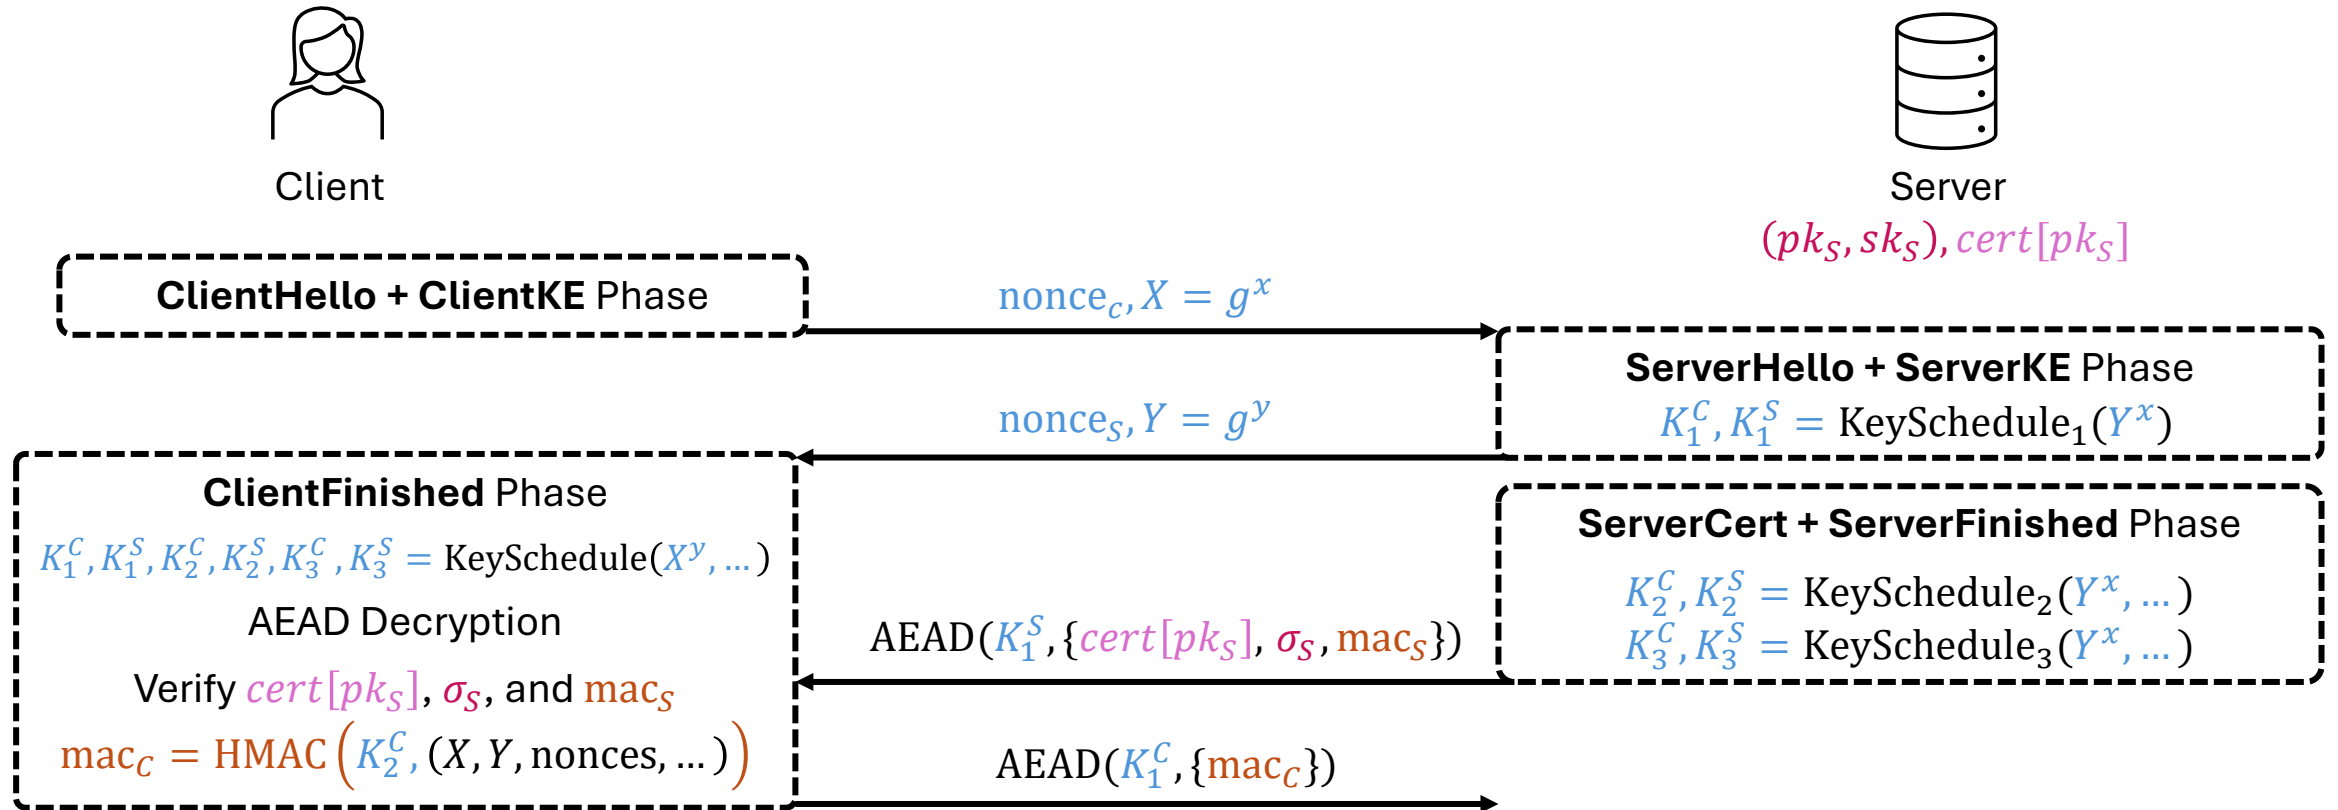 Client
Server
(pk_S, sk_S), cert[pk_S]
ClientHello + ClientKE Phase
nonce_c, X = g^x
ServerHello + ServerKE Phase
K_1^C, K_1^S = KeySchedule_1(Y^x)
nonce_S, Y = g^y
ClientFinished Phase
K_1^C, K_1^S, K_2^C, K_2^S, K_3^C, K_3^S = KeySchedule(X^y, …)
AEAD Decryption
Verify cert[pk_S], σ_S, and mac_S
mac_C = HMAC(K_2^C, (X, Y, nonces, …))
ServerCert + ServerFinished Phase
K_2^C, K_2^S = KeySchedule_2(Y^x, …)
K_3^C, K_3^S = KeySchedule_3(Y^x, …)
AEAD(K_1^S, {cert[pk_S], σ_S, mac_S})
AEAD(K_1^C, {mac_C})